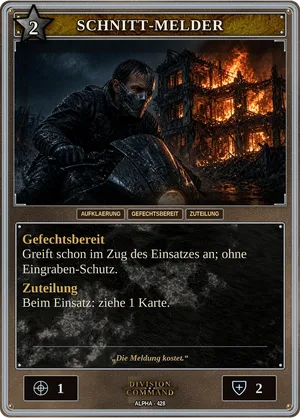 2
SCHNITT-MELDER
AUFKLAERUNG GEFECHTSBEREIT ZUTEILUNG
Gefechtsbereit
Greift schon im Zug des Einsatzes an; ohne
Eingraben-Schutz.
Zuteilung
Beim Einsatz: ziehe 1 Karte.
„Die Meldung kostet.“
1
DIVISION
COMMAND
2
ALPHA - 428